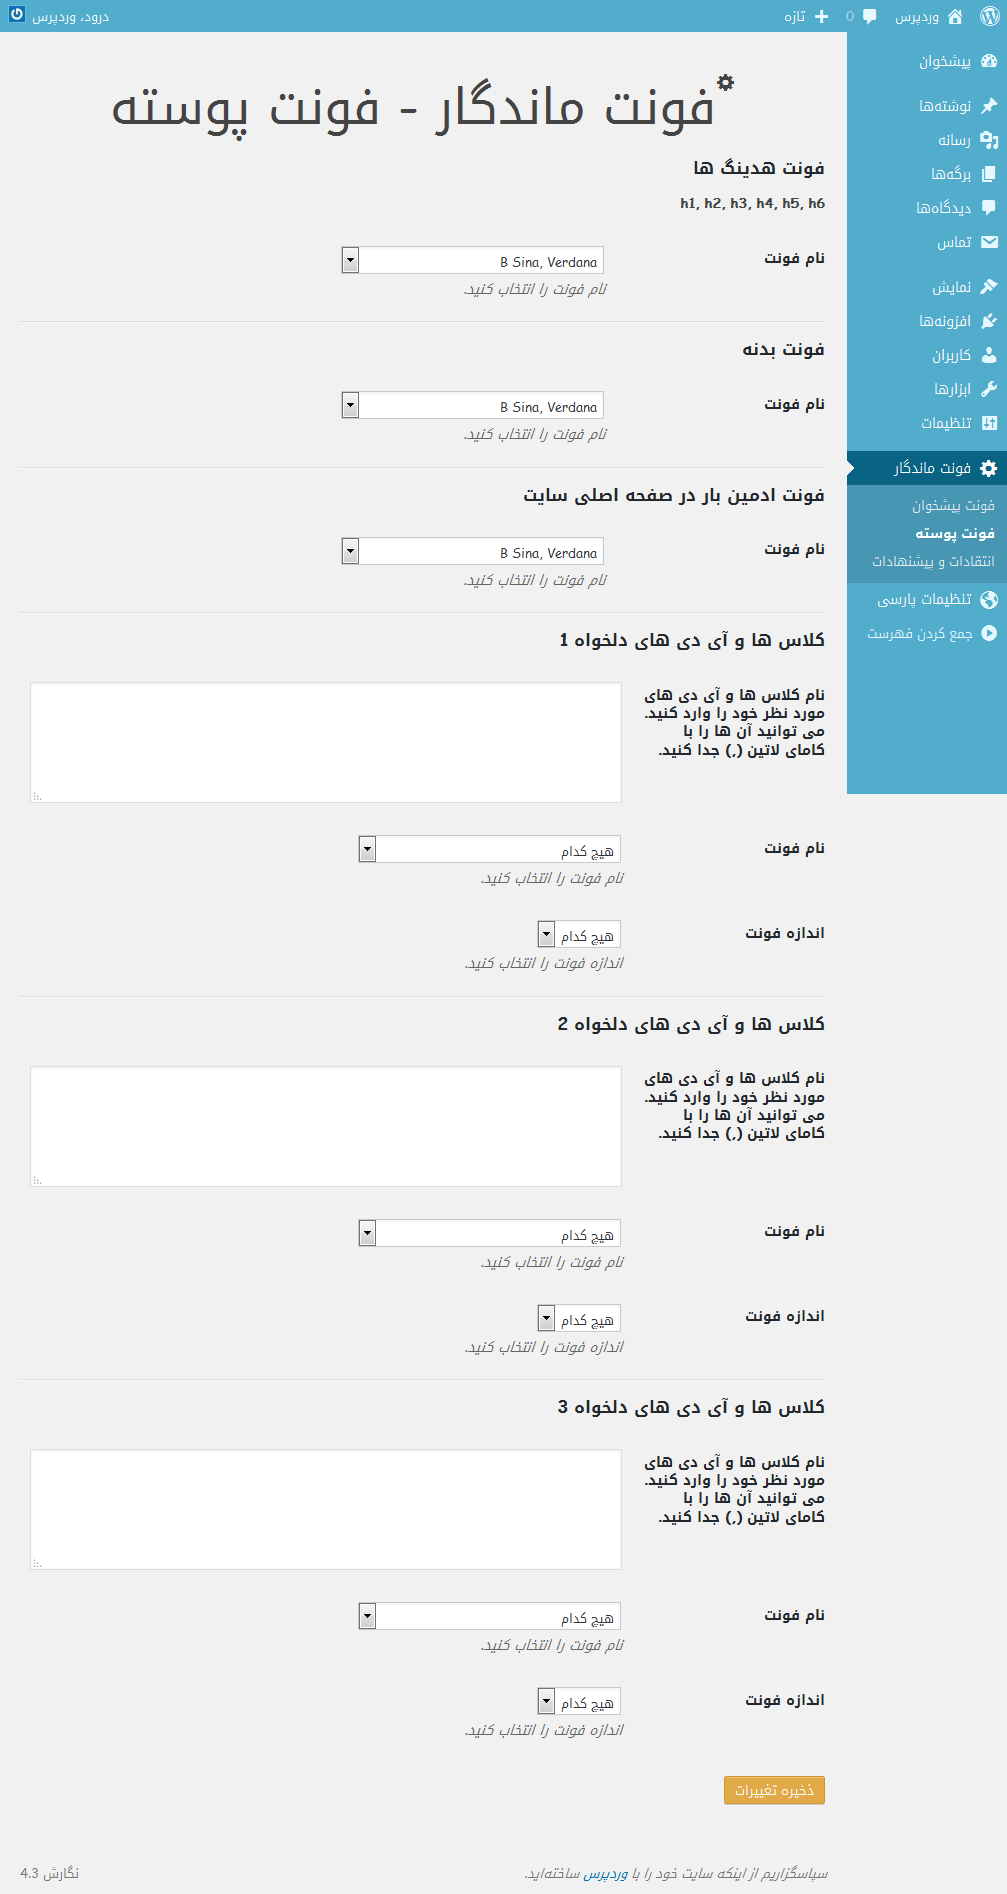 وردپرس
0
تازه
درود، وردپرس
پیشخوان
نوشته‌ها
رسانه
برگه‌ها
دیدگاه‌ها
تماس
نمایش
افزونه‌ها
کاربران
ابزارها
تنظیمات
فونت ماندگار
فونت پیشخوان
فونت پوسته
انتقادات و پیشنهادات
تنظیمات پارسی
جمع کردن فهرست
فونت ماندگار - فونت پوسته
فونت هدینگ ها
h1, h2, h3, h4, h5, h6
نام فونت
B Sina, Verdana
نام فونت را انتخاب کنید.
فونت بدنه
نام فونت
B Sina, Verdana
نام فونت را انتخاب کنید.
فونت ادمین بار در صفحه اصلی سایت
نام فونت
B Sina, Verdana
نام فونت را انتخاب کنید.
کلاس ها و آی دی های دلخواه 1
نام کلاس ها و آی دی های
مورد نظر خود را وارد کنید.
می توانید آن ها را با
کامای لاتین (,) جدا کنید.
نام فونت
هیچ کدام
نام فونت را انتخاب کنید.
اندازه فونت
هیچ کدام
اندازه فونت را انتخاب کنید.
کلاس ها و آی دی های دلخواه 2
نام کلاس ها و آی دی های
مورد نظر خود را وارد کنید.
می توانید آن ها را با
کامای لاتین (,) جدا کنید.
نام فونت
هیچ کدام
نام فونت را انتخاب کنید.
اندازه فونت
هیچ کدام
اندازه فونت را انتخاب کنید.
کلاس ها و آی دی های دلخواه 3
نام کلاس ها و آی دی های
مورد نظر خود را وارد کنید.
می توانید آن ها را با
کامای لاتین (,) جدا کنید.
نام فونت
هیچ کدام
نام فونت را انتخاب کنید.
اندازه فونت
هیچ کدام
اندازه فونت را انتخاب کنید.
ذخیره تغییرات
سپاسگزاریم از اینکه سایت خود را با وردپرس ساخته‌اید.
نگارش 4.3